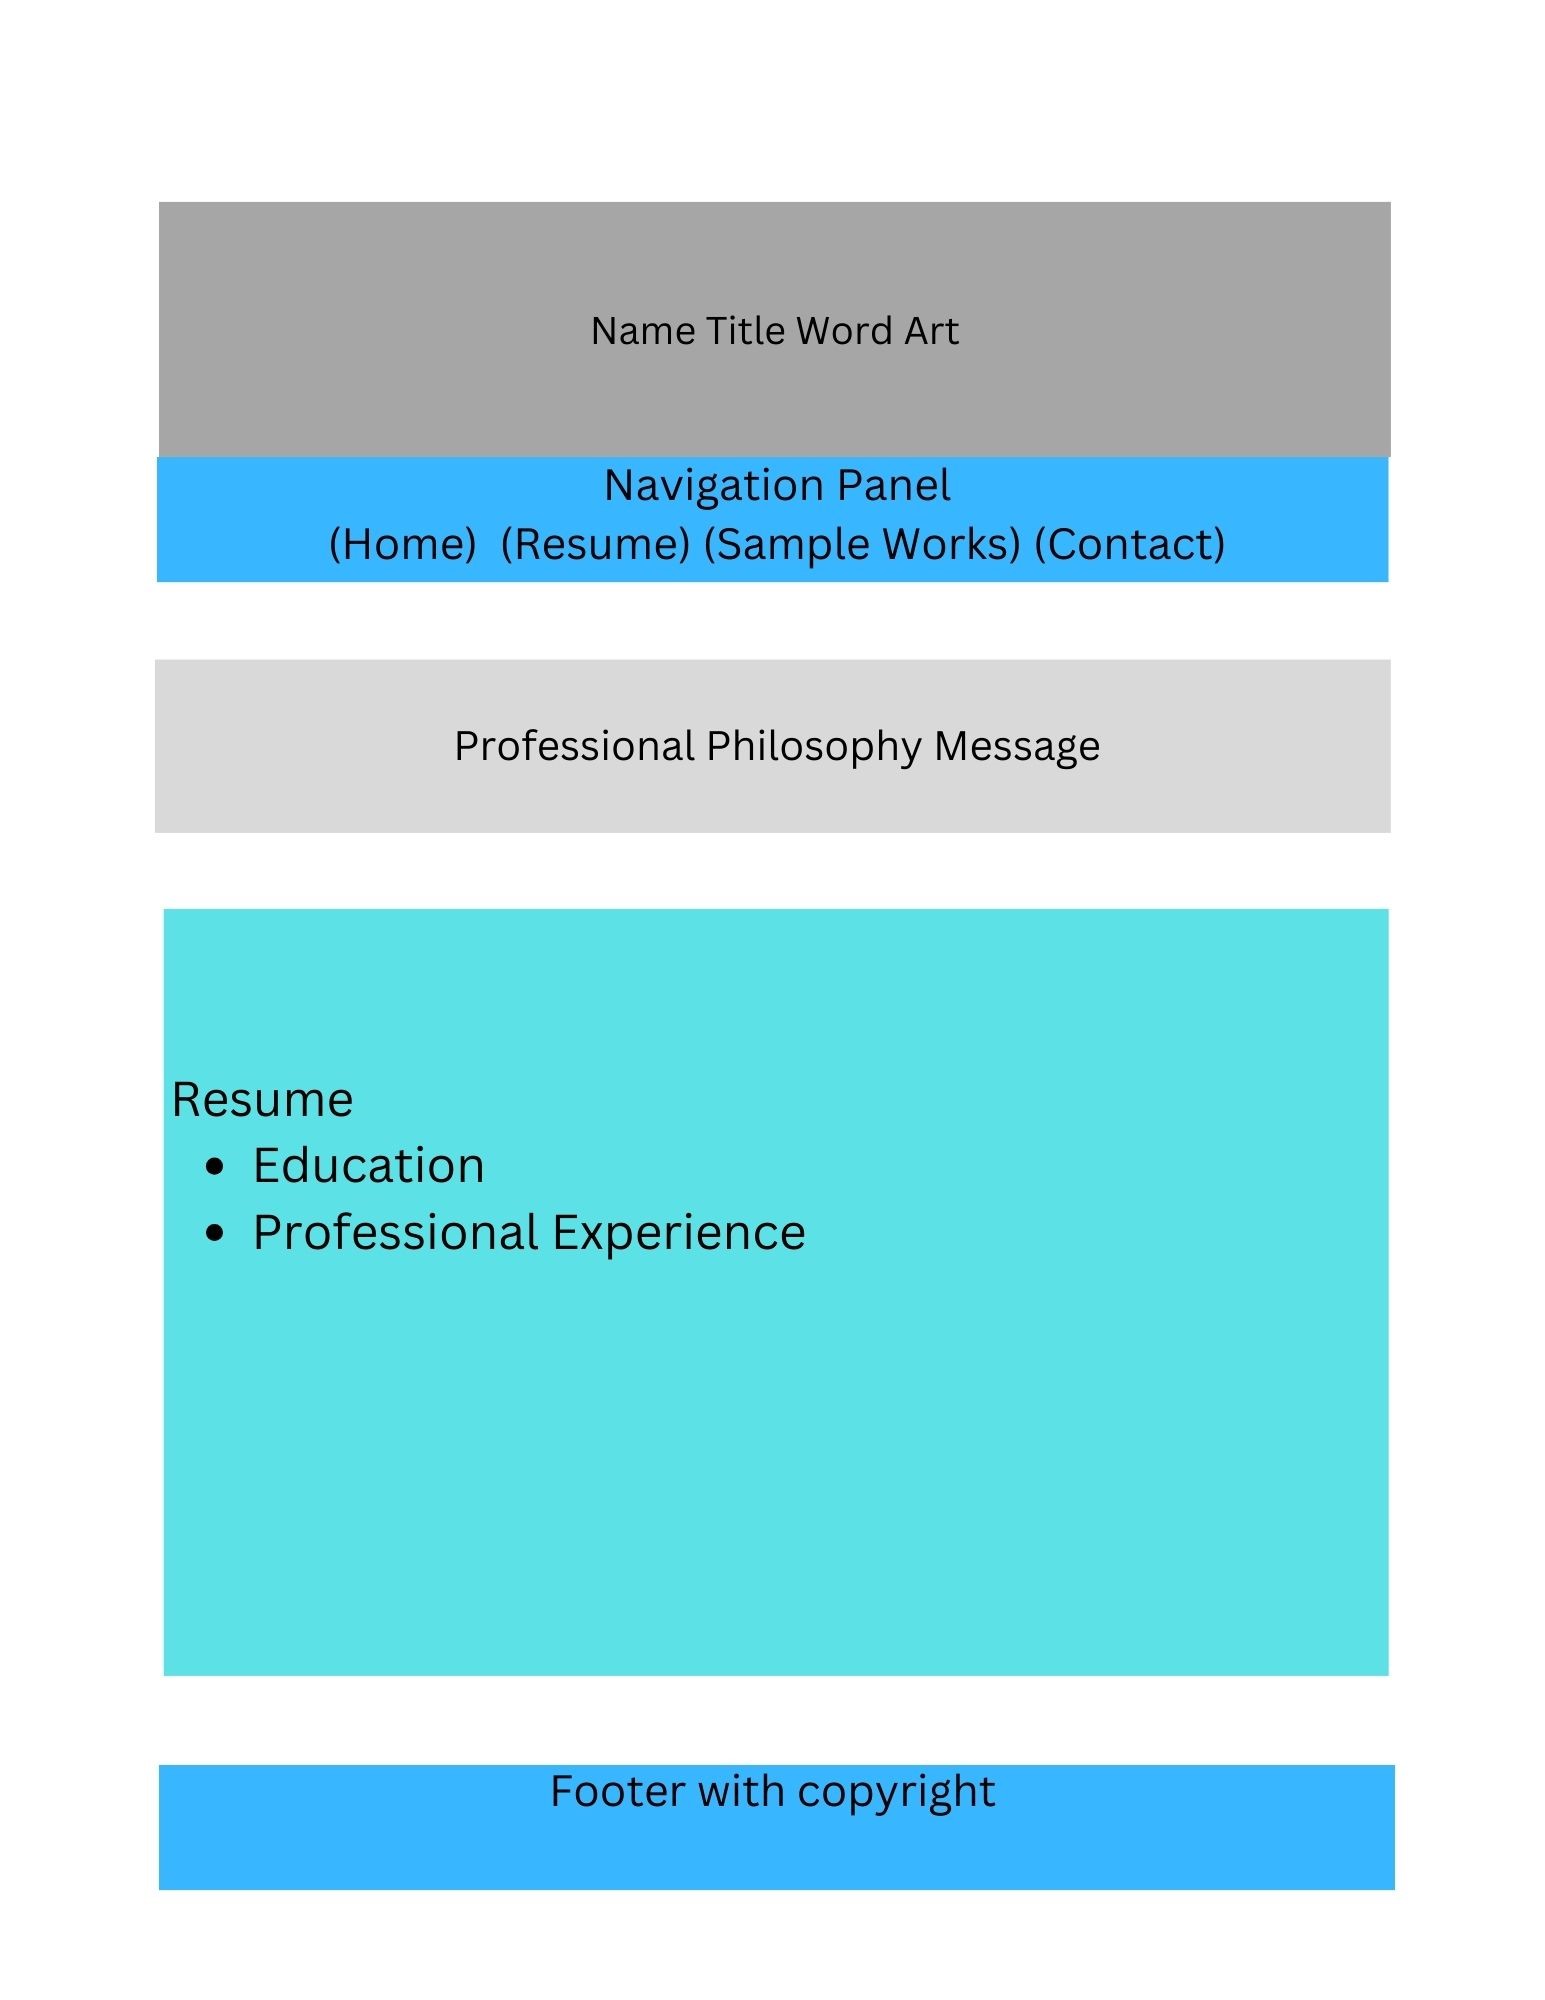 Name Title Word Art
Navigation Panel
(Home)  (Resume) (Sample Works) (Contact)
Professional Philosophy Message
Resume
• Education
• Professional Experience
Footer with copyright